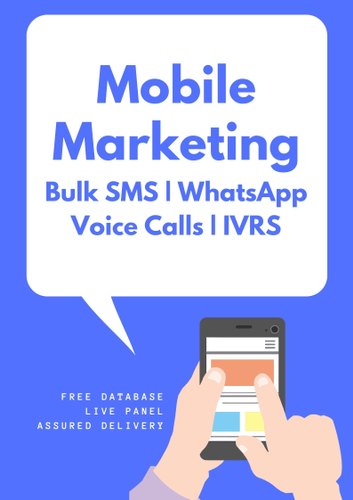 Mobile
Marketing
Bulk SMS | WhatsApp
Voice Calls | IVRS
FREE DATABASE
LIVE PANEL
ASSURED DELIVERY